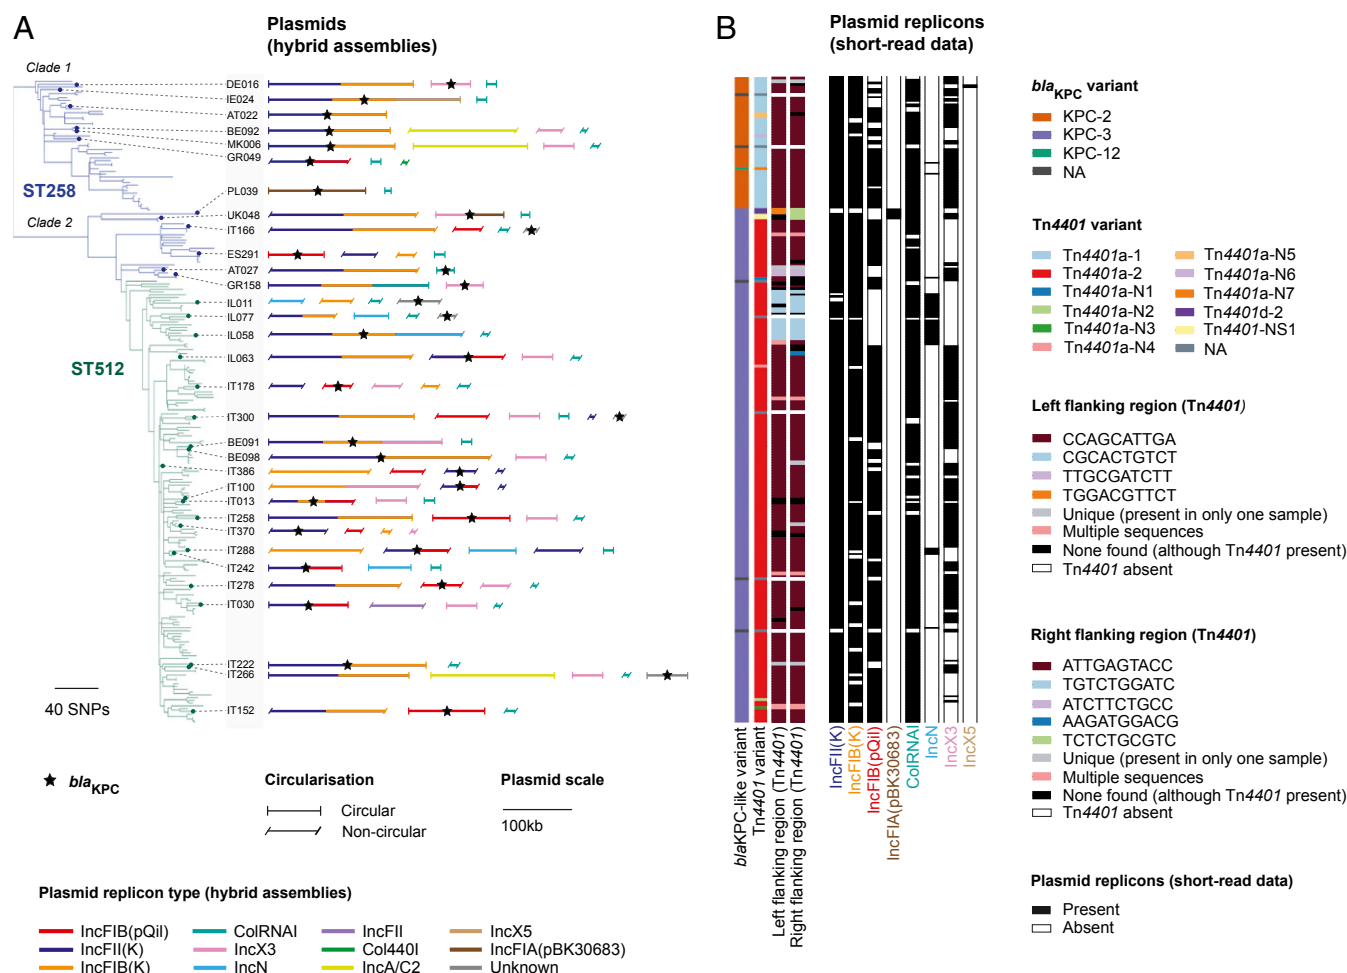 A
Plasmids
(hybrid assemblies)
Clade 1
ST258
Clade 2
ST512
DE016
IE024
AT022
BE092
MK006
GR049
PL039
UK048
IT166
ES291
AT027
GR158
IL011
IL077
IL058
IL063
IT178
IT300
BE091
BE098
IT386
IT100
IT013
IT258
IT370
IT288
IT242
IT278
IT030
IT222
IT266
IT152
40 SNPs
blaKPC
Circularisation
Circular
Non-circular
Plasmid scale
100kb
Plasmid replicon type (hybrid assemblies)
IncFIB(pQil)
IncFII(K)
IncFIB(K)
ColRNAI
IncX3
IncN
IncFII
Col440I
IncA/C2
IncX5
IncFIA(pBK30683)
Unknown
B
Plasmid replicons
(short-read data)
blaKPC-like variant
Tn4401 variant
Left flanking region (Tn4401)
Right flanking region (Tn4401)
IncFII(K)
IncFIB(K)
IncFIB(pQil)
IncFIA(pBK30683)
ColRNAI
IncN
IncX3
IncX5
blaKPC variant
KPC-2
KPC-3
KPC-12
NA
Tn4401 variant
Tn4401a-1
Tn4401a-2
Tn4401a-N1
Tn4401a-N2
Tn4401a-N3
Tn4401a-N4
Tn4401a-N5
Tn4401a-N6
Tn4401a-N7
Tn4401d-2
Tn4401-NS1
NA
Left flanking region (Tn4401)
CCAGCATTGA
CGCACTGTCT
TTGCGATCTT
TGGACGTTCT
Unique (present in only one sample)
Multiple sequences
None found (although Tn4401 present)
Tn4401 absent
Right flanking region (Tn4401)
ATTGAGTACC
TGTCTGGATC
ATCTTCTGCC
AAGATGGACG
TCTCTGCGTC
Unique (present in only one sample)
Multiple sequences
None found (although Tn4401 present)
Tn4401 absent
Plasmid replicons (short-read data)
Present
Absent